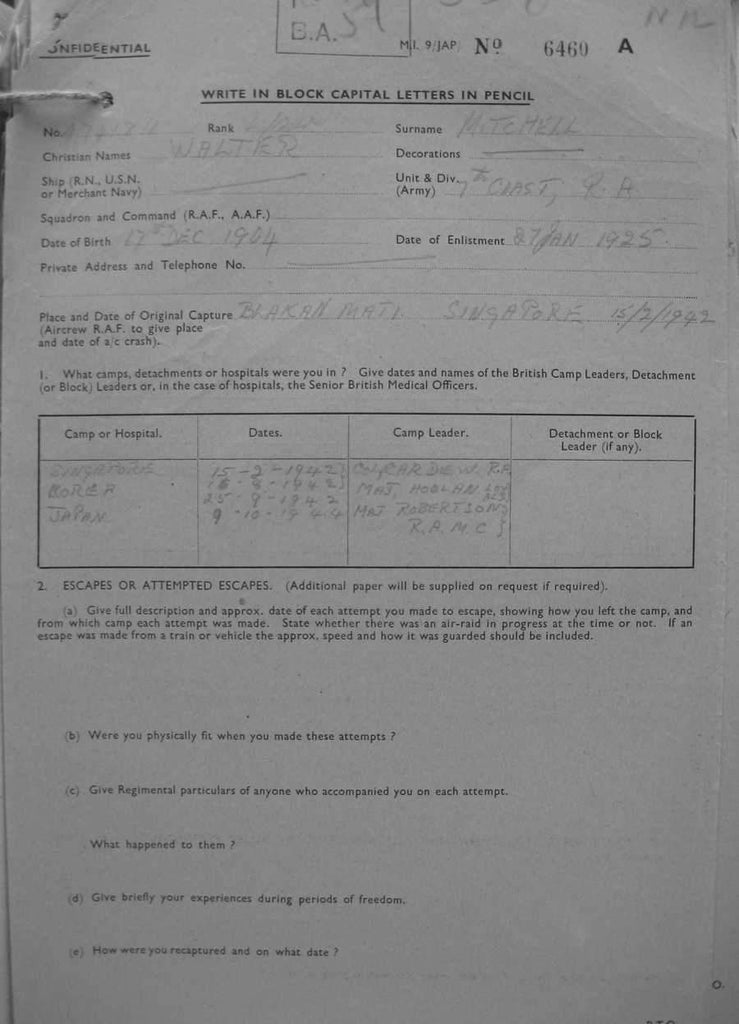 B.A.
CONFIDEENTIAL
M.I. 9/JAP/ Nº 6460 A
WRITE IN BLOCK CAPITAL LETTERS IN PENCIL
No. Rank Surname MITCHELL
Christian Names WALTER Decorations
Ship (R.N., U.S.N. or Merchant Navy) Unit & Div. (Army) 7th COAST, R.A.
Squadron and Command (R.A.F., A.A.F.)
Date of Birth 17th DEC 1904 Date of Enlistment 27 JAN 1925.
Private Address and Telephone No.
Place and Date of Original Capture BLAKAN MATI. SINGAPORE 15/2/1942
(Aircrew R.A.F. to give place
and date of a/c crash).
1. What camps, detachments or hospitals were you in ? Give dates and names of the British Camp Leaders, Detachment
(or Block) Leaders or, in the case of hospitals, the Senior British Medical Officers.
Camp or Hospital. Dates. Camp Leader. Detachment or Block
Leader (if any).
SINGAPORE 15-2-1942 COL. CARDEW. R.A
KOREA 25-9-1942 MAJ,
JAPAN 9-10-1944 MAJ ROBERTSON
R.A.M.C
2. ESCAPES OR ATTEMPTED ESCAPES. (Additional paper will be supplied on request if required).
(a) Give full description and approx. date of each attempt you made to escape, showing how you left the camp, and
from which camp each attempt was made. State whether there was an air-raid in progress at the time or not. If an
escape was made from a train or vehicle the approx. speed and how it was guarded should be included.
(b) Were you physically fit when you made these attempts ?
(c) Give Regimental particulars of anyone who accompanied you on each attempt.
What happened to them ?
(d) Give briefly your experiences during periods of freedom.
(e) How were you recaptured and on what date ?